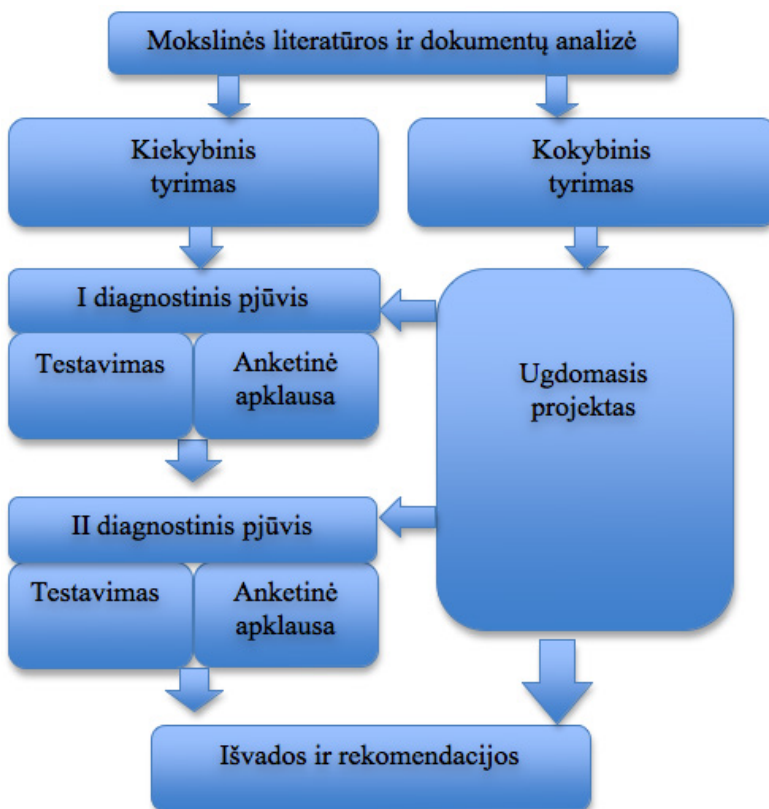 Mokslinės literatūros ir dokumentų analizė
Kiekybinis
tyrimas
Kokybinis
tyrimas
I diagnostinis pjūvis
Testavimas
Anketinė
apklausa
Ugdomasis
projektas
II diagnostinis pjūvis
Testavimas
Anketinė
apklausa
Išvados ir rekomendacijos